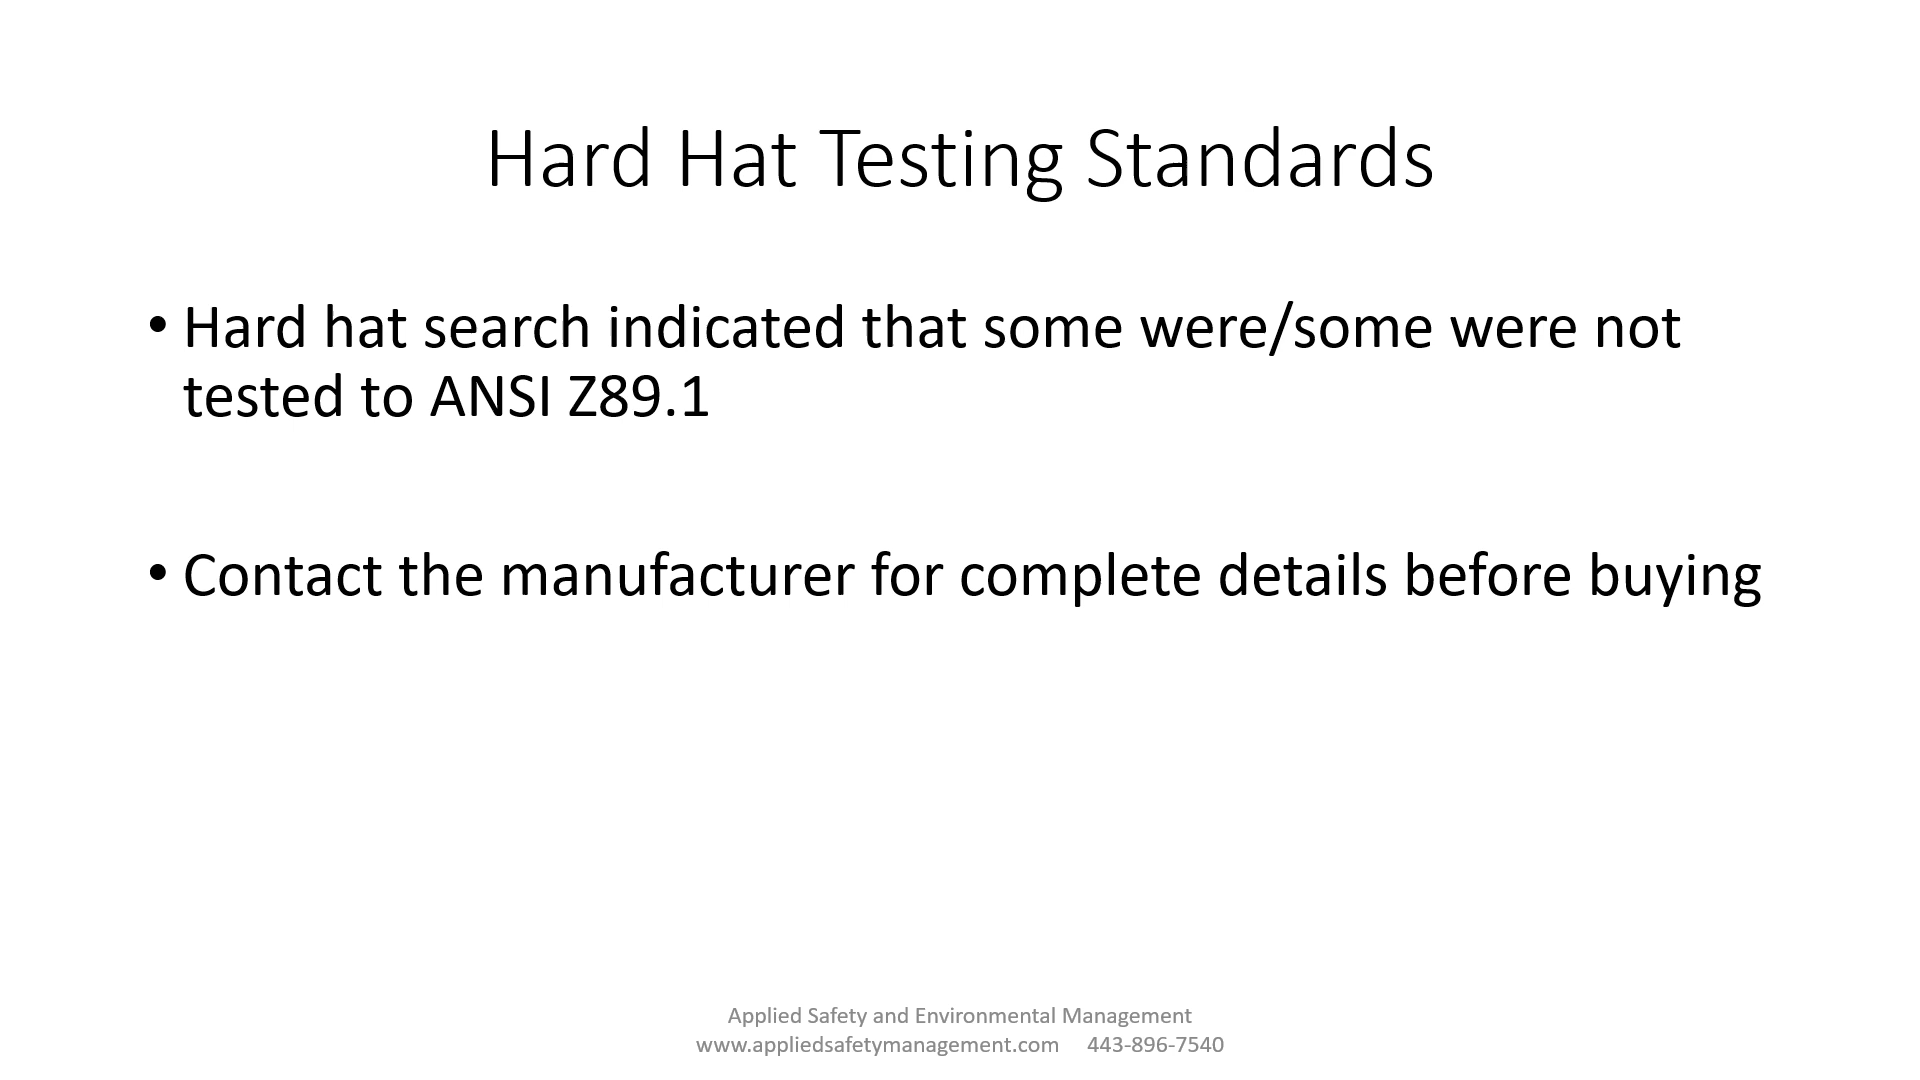 Hard Hat Testing Standards
• Hard hat search indicated that some were/some were not
tested to ANSI Z89.1
• Contact the manufacturer for complete details before buying
Applied Safety and Environmental Management
www.appliedsafetymanagement.com 443-896-7540